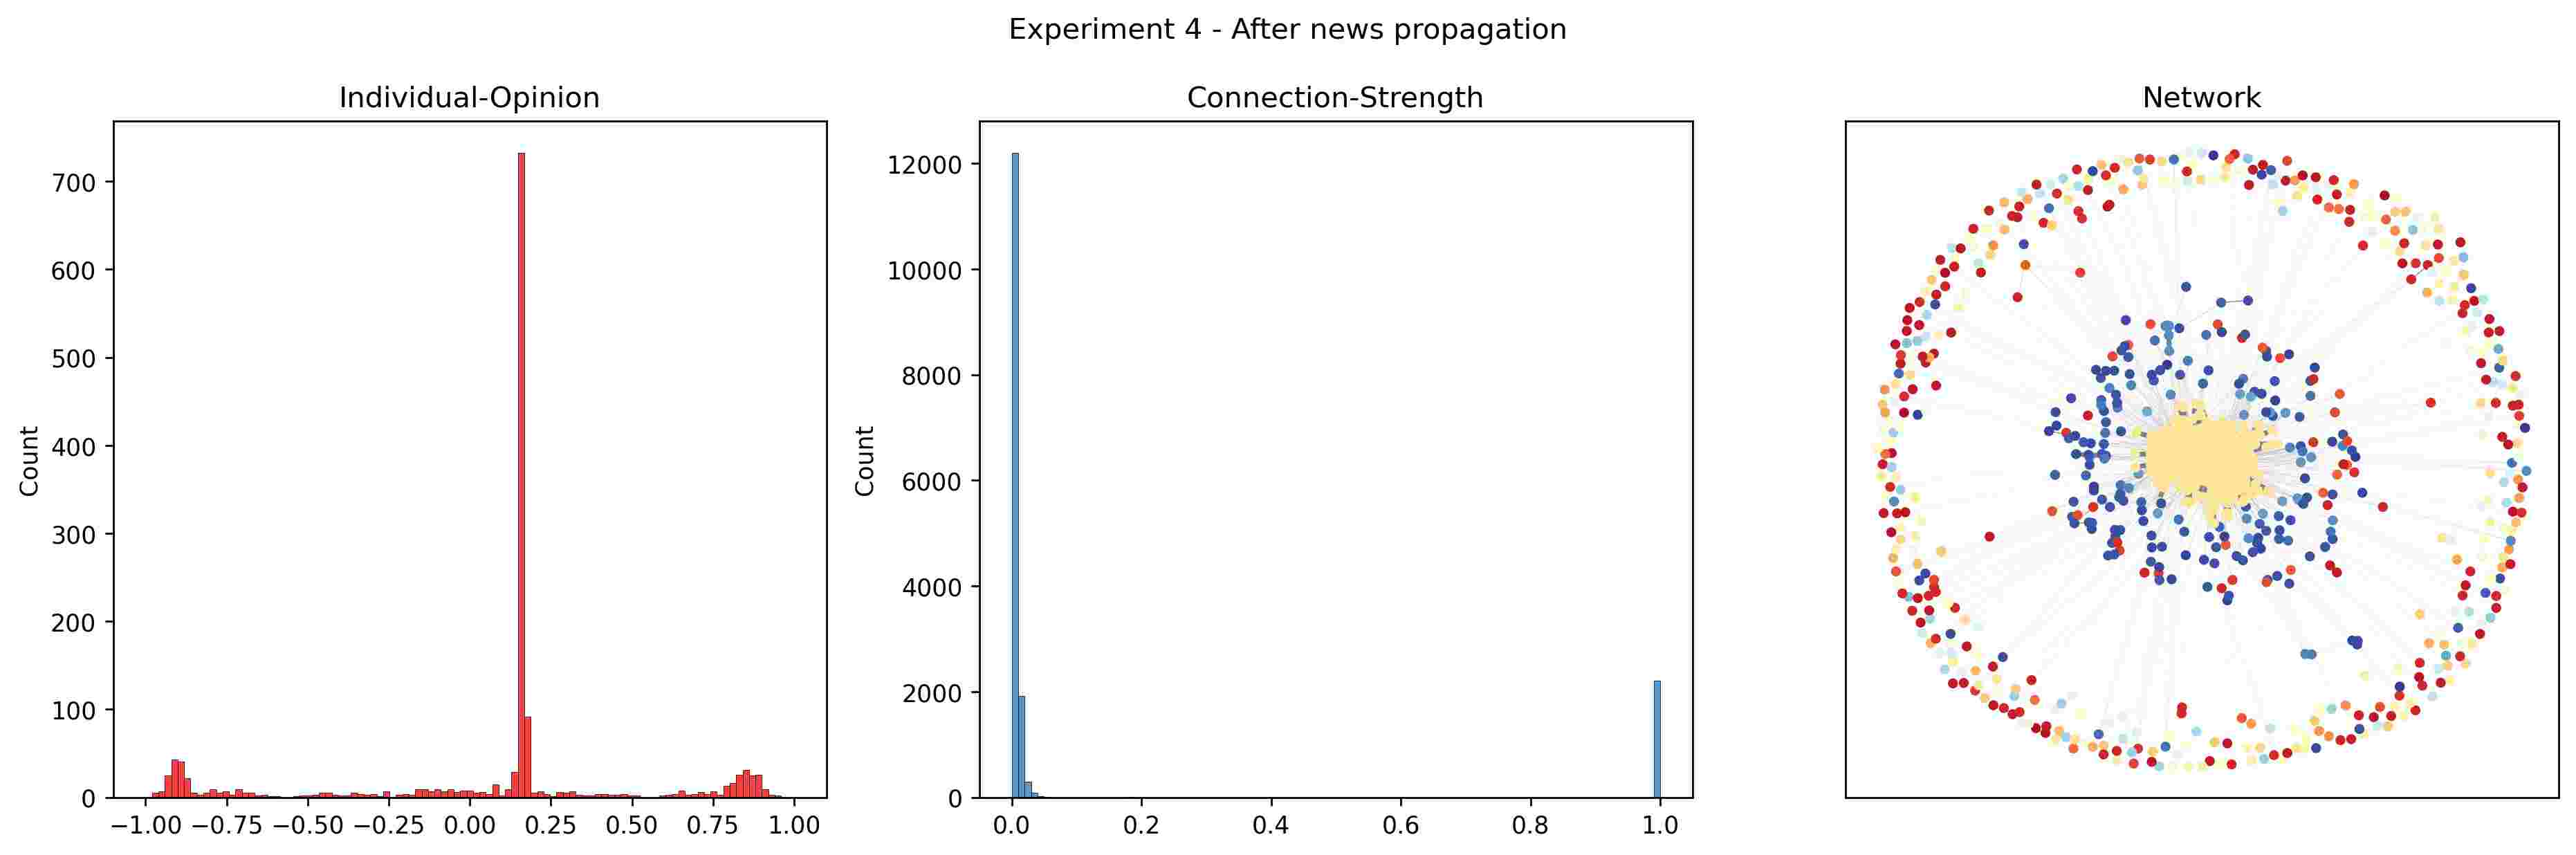 Experiment 4 - After news propagation
Individual-Opinion
Count
700
600
500
400
300
200
100
0
−1.00 −0.75 −0.50 −0.25 0.00 0.25 0.50 0.75 1.00
Connection-Strength
Count
12000
10000
8000
6000
4000
2000
0
0.0 0.2 0.4 0.6 0.8 1.0
Network